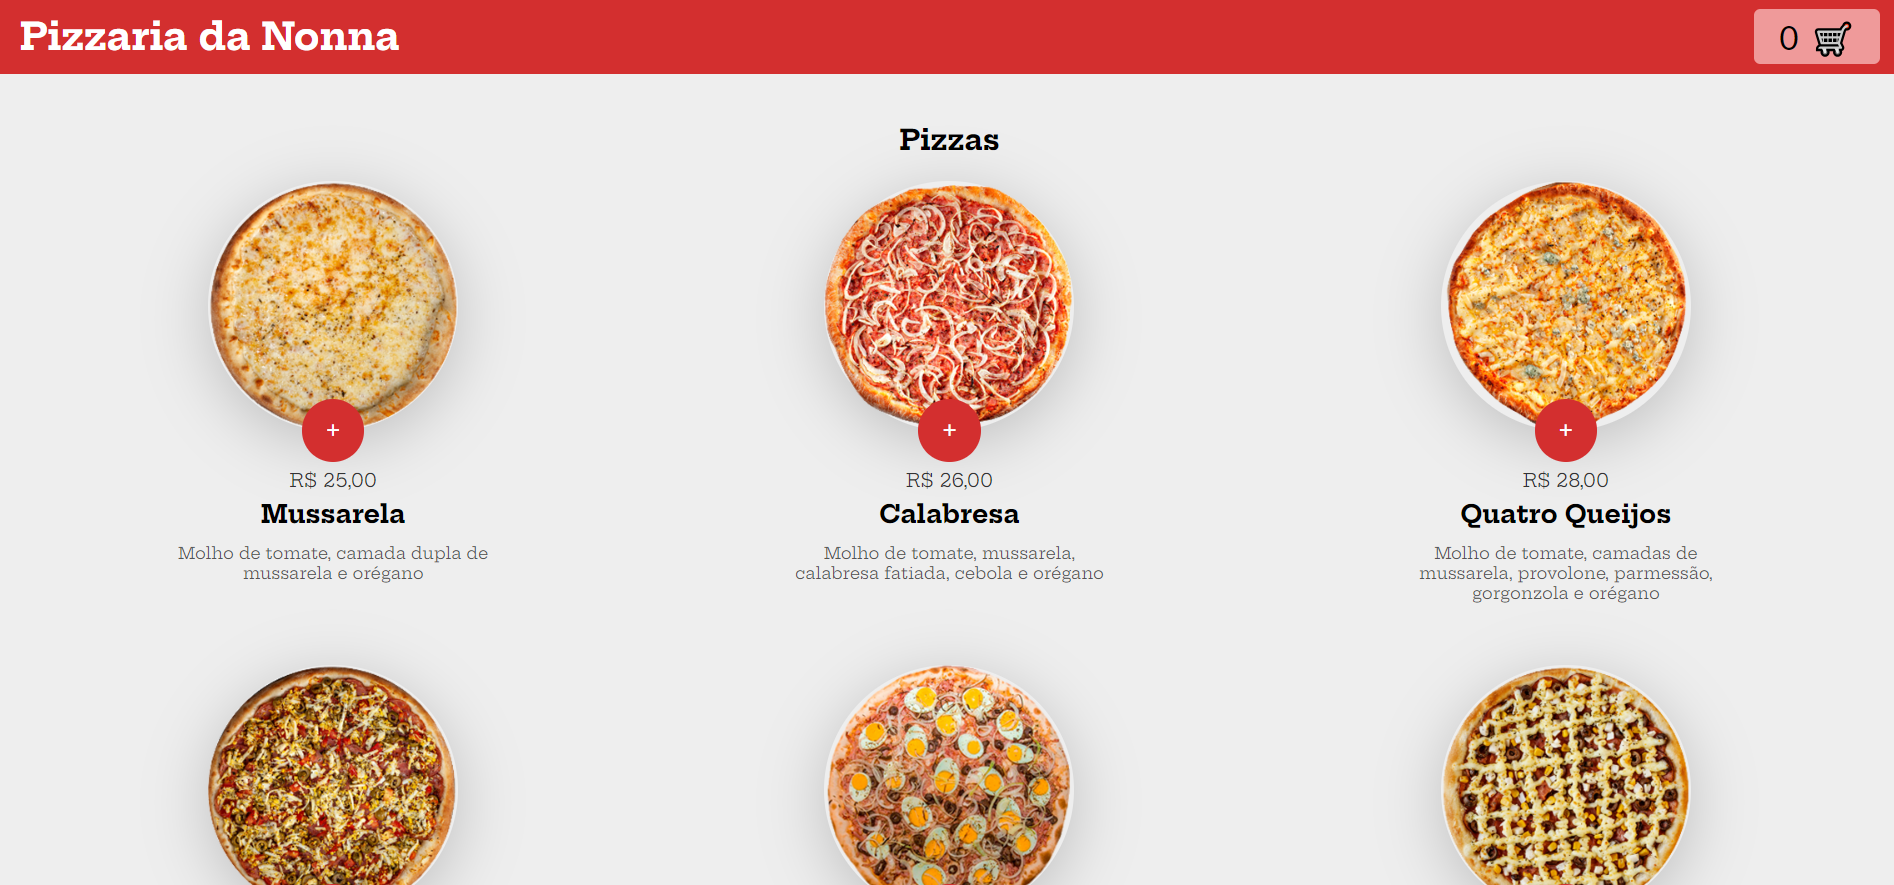 Pizzaria da Nonna
0
Pizzas
+
+
+
R$ 25,00
R$ 26,00
R$ 28,00
Mussarela
Calabresa
Quatro Queijos
Molho de tomate, camada dupla de
mussarela e orégano
Molho de tomate, mussarela,
calabresa fatiada, cebola e orégano
Molho de tomate, camadas de
mussarela, provolone, parmessão,
gorgonzola e orégano